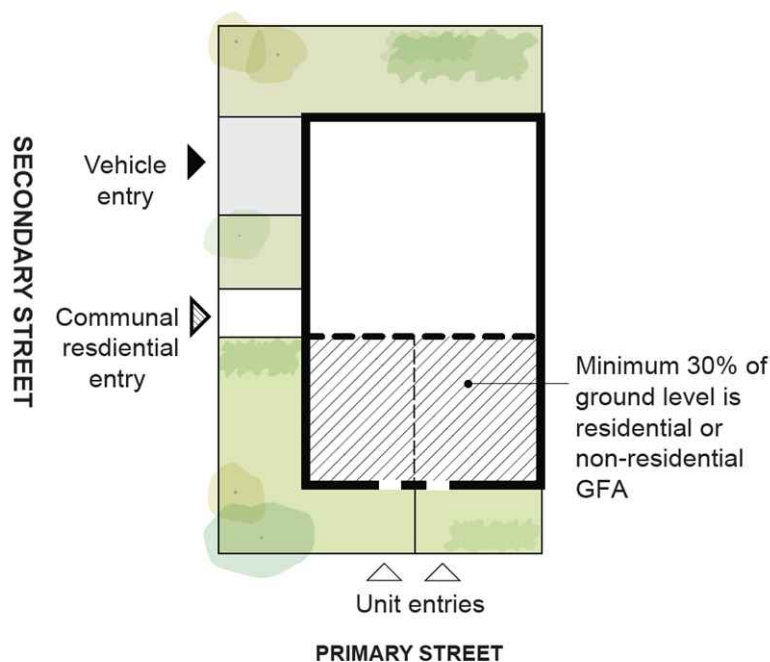 SECONDARY STREET
Vehicle
entry
Communal
resdiential
entry
Minimum 30% of
ground level is
residential or
non-residential
GFA
Unit entries
PRIMARY STREET